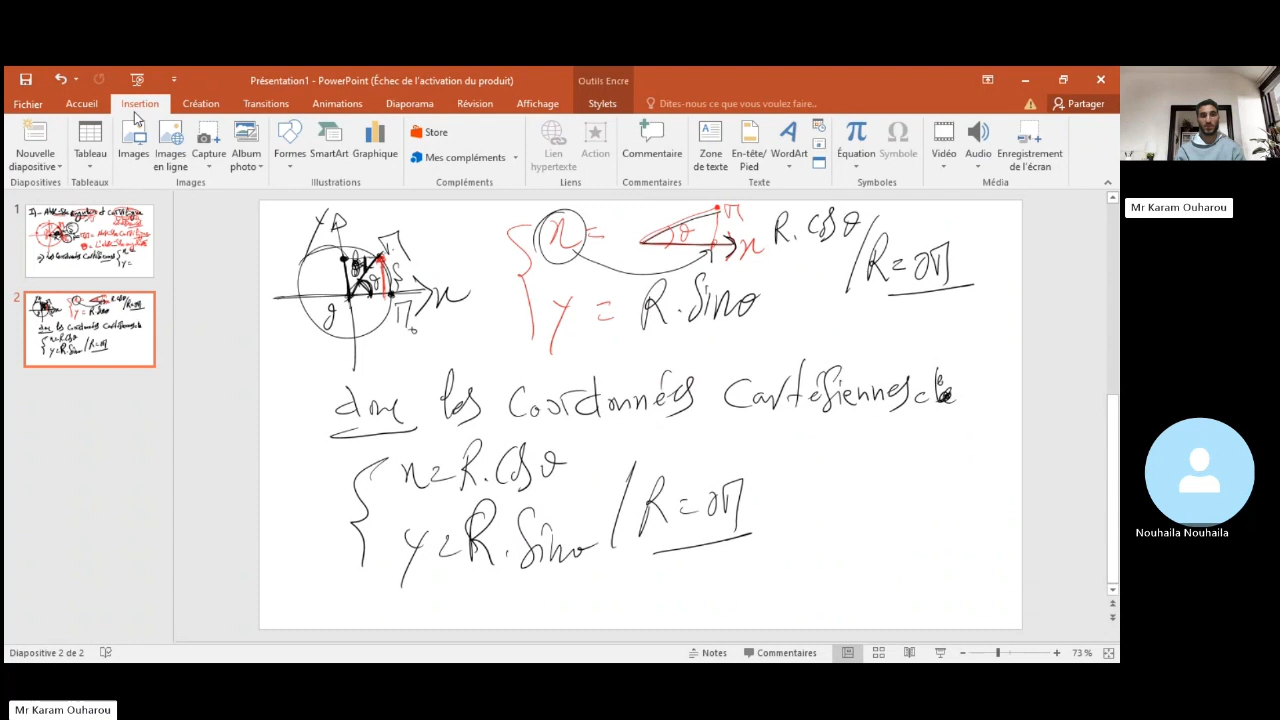 Présentation1 - PowerPoint (Échec de l'activation du produit)
Outils Encre
Fichier Accueil Insertion Création Transitions Animations Diaporama Révision Affichage Stylets Dites-nous ce que vous voulez faire... Partager
Nouvelle diapositive
Tableau
Images
Images en ligne
Capture
Album photo
Formes
SmartArt
Graphique
Store
Mes compléments
Lien hypertexte
Action
Commentaire
Zone de texte
En-tête/ Pied
WordArt
Équation
Symbole
Vidéo
Audio
Enregistrement de l'écran
Diapositives Tableaux Images Illustrations Compléments Liens Commentaires Texte Symboles Média
1
2
x = R.cosθ / R = OM
y = R.sinθ
donc les coordonnées cartésiennes de
x = R.cosθ
y = R.sinθ / R = OM
Diapositive 2 de 2
Notes Commentaires 73 %
Mr Karam Ouharou
Nouhaila Nouhaila
Mr Karam Ouharou